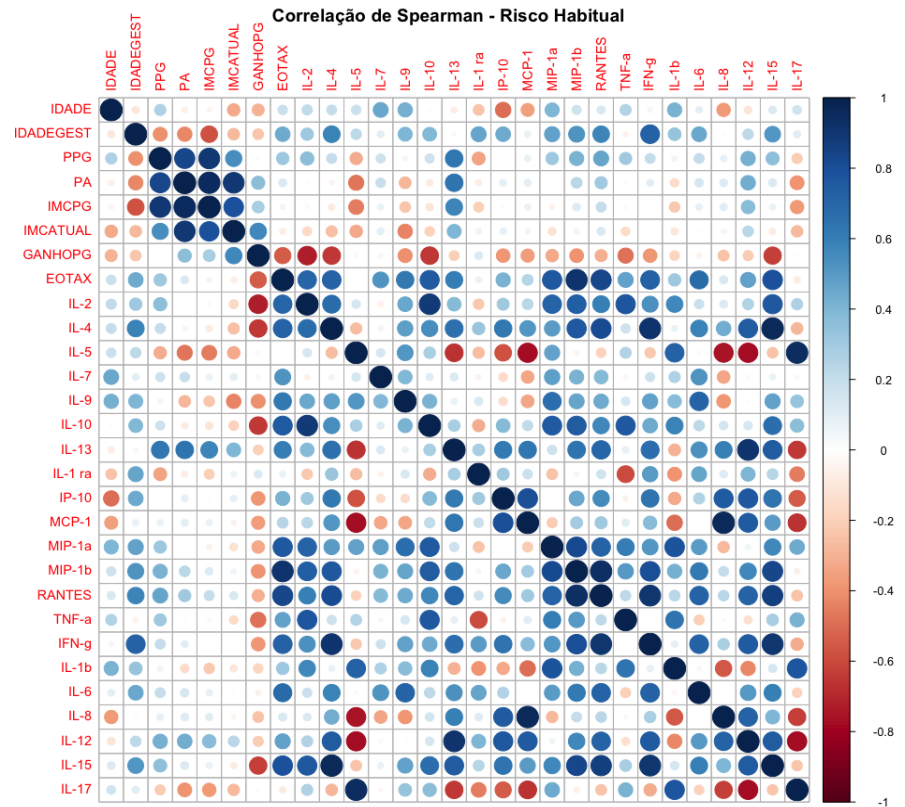 Correlação de Spearman - Risco Habitual
IDADE
IDADEGEST
PPG
PA
IMCPG
IMCATUAL
GANHOPG
EOTAX
IL-2
IL-4
IL-5
IL-7
IL-9
IL-10
IL-13
IL-1 ra
IP-10
MCP-1
MIP-1a
MIP-1b
RANTES
TNF-a
IFN-g
IL-1b
IL-6
IL-8
IL-12
IL-15
IL-17
IDADE
IDADEGEST
PPG
PA
IMCPG
IMCATUAL
GANHOPG
EOTAX
IL-2
IL-4
IL-5
IL-7
IL-9
IL-10
IL-13
IL-1 ra
IP-10
MCP-1
MIP-1a
MIP-1b
RANTES
TNF-a
IFN-g
IL-1b
IL-6
IL-8
IL-12
IL-15
IL-17
1
0.8
0.6
0.4
0.2
0
-0.2
-0.4
-0.6
-0.8
-1